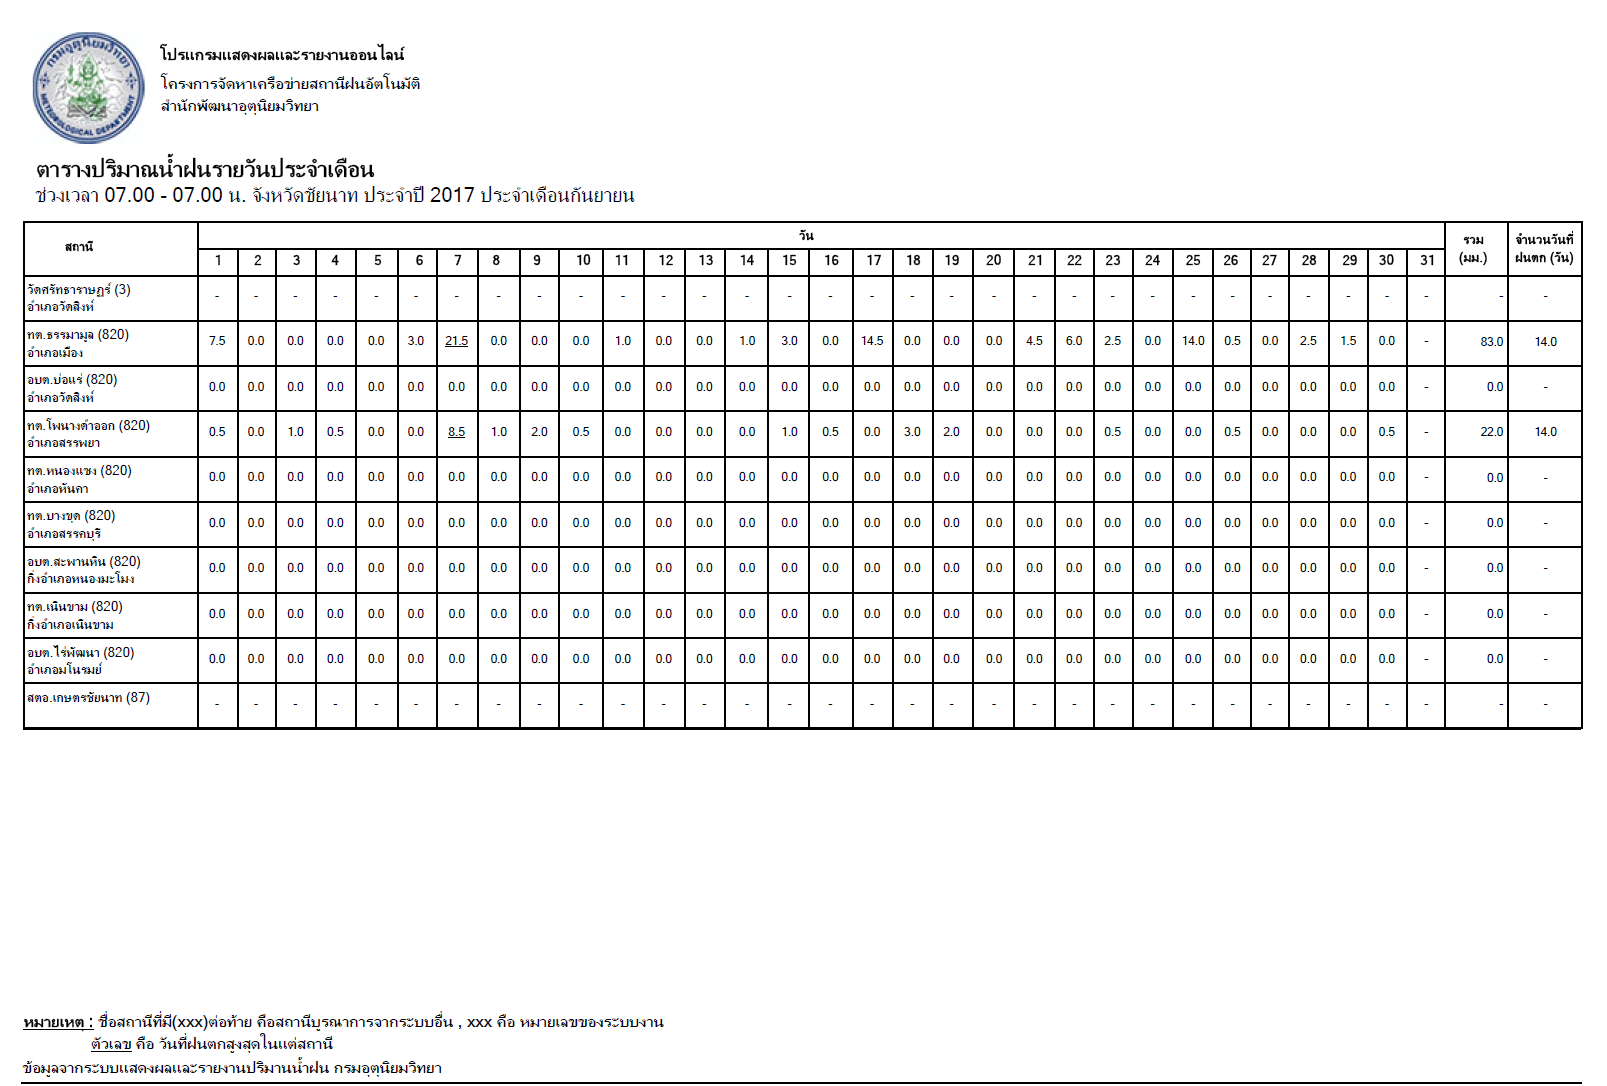 กรมอุตุนิยมวิทยา
METEOROLOGICAL DEPARTMENT
โปรแกรมแสดงผลและรายงานออนไลน์
โครงการจัดหาเครือข่ายสถานีฝนอัตโนมัติ
สำนักพัฒนาอุตุนิยมวิทยา
ตารางปริมาณน้ำฝนรายวันประจำเดือน
ช่วงเวลา 07.00 - 07.00 น. จังหวัดชัยนาท ประจำปี 2017 ประจำเดือนกันยายน
สถานี วัน รวม (มม.) จำนวนวันที่ ฝนตก (วัน)
1 2 3 4 5 6 7 8 9 10 11 12 13 14 15 16 17 18 19 20 21 22 23 24 25 26 27 28 29 30 31
วัดศรัทธาราษฎร์ (3)
อำเภอวัดสิงห์
- - - - - - - - - - - - - - - - - - - - - - - - - - - - - - - - -
ทต.ธรรมามูล (820)
อำเภอเมือง
7.5 0.0 0.0 0.0 0.0 3.0 21.5 0.0 0.0 0.0 1.0 0.0 0.0 1.0 3.0 0.0 14.5 0.0 0.0 0.0 4.5 6.0 2.5 0.0 14.0 0.5 0.0 2.5 1.5 0.0 - 83.0 14.0
อบต.บ่อแร่ (820)
อำเภอวัดสิงห์
0.0 0.0 0.0 0.0 0.0 0.0 0.0 0.0 0.0 0.0 0.0 0.0 0.0 0.0 0.0 0.0 0.0 0.0 0.0 0.0 0.0 0.0 0.0 0.0 0.0 0.0 0.0 0.0 0.0 0.0 - 0.0 -
ทต.โพนางดำออก (820)
อำเภอสรรพยา
0.5 0.0 1.0 0.5 0.0 0.0 8.5 1.0 2.0 0.5 0.0 0.0 0.0 0.0 1.0 0.5 0.0 3.0 2.0 0.0 0.0 0.0 0.5 0.0 0.0 0.5 0.0 0.0 0.0 0.5 - 22.0 14.0
ทต.หนองแซง (820)
อำเภอหันคา
0.0 0.0 0.0 0.0 0.0 0.0 0.0 0.0 0.0 0.0 0.0 0.0 0.0 0.0 0.0 0.0 0.0 0.0 0.0 0.0 0.0 0.0 0.0 0.0 0.0 0.0 0.0 0.0 0.0 0.0 - 0.0 -
ทต.บางขุด (820)
อำเภอสรรคบุรี
0.0 0.0 0.0 0.0 0.0 0.0 0.0 0.0 0.0 0.0 0.0 0.0 0.0 0.0 0.0 0.0 0.0 0.0 0.0 0.0 0.0 0.0 0.0 0.0 0.0 0.0 0.0 0.0 0.0 0.0 - 0.0 -
อบต.สะพานหิน (820)
กิ่งอำเภอหนองมะโมง
0.0 0.0 0.0 0.0 0.0 0.0 0.0 0.0 0.0 0.0 0.0 0.0 0.0 0.0 0.0 0.0 0.0 0.0 0.0 0.0 0.0 0.0 0.0 0.0 0.0 0.0 0.0 0.0 0.0 0.0 - 0.0 -
ทต.เนินขาม (820)
กิ่งอำเภอเนินขาม
0.0 0.0 0.0 0.0 0.0 0.0 0.0 0.0 0.0 0.0 0.0 0.0 0.0 0.0 0.0 0.0 0.0 0.0 0.0 0.0 0.0 0.0 0.0 0.0 0.0 0.0 0.0 0.0 0.0 0.0 - 0.0 -
อบต.ไร่พัฒนา (820)
อำเภอมโนรมย์
0.0 0.0 0.0 0.0 0.0 0.0 0.0 0.0 0.0 0.0 0.0 0.0 0.0 0.0 0.0 0.0 0.0 0.0 0.0 0.0 0.0 0.0 0.0 0.0 0.0 0.0 0.0 0.0 0.0 0.0 - 0.0 -
สตอ.เกษตรชัยนาท (87)
- - - - - - - - - - - - - - - - - - - - - - - - - - - - - - - - -
หมายเหตุ : ชื่อสถานีที่มี(xxx)ต่อท้าย คือสถานีบูรณาการจากระบบอื่น , xxx คือ หมายเลขของระบบงาน
ตัวเลข คือ วันที่ฝนตกสูงสุดในแต่สถานี
ข้อมูลจากระบบแสดงผลและรายงานปริมานน้ำฝน กรมอุตุนิยมวิทยา